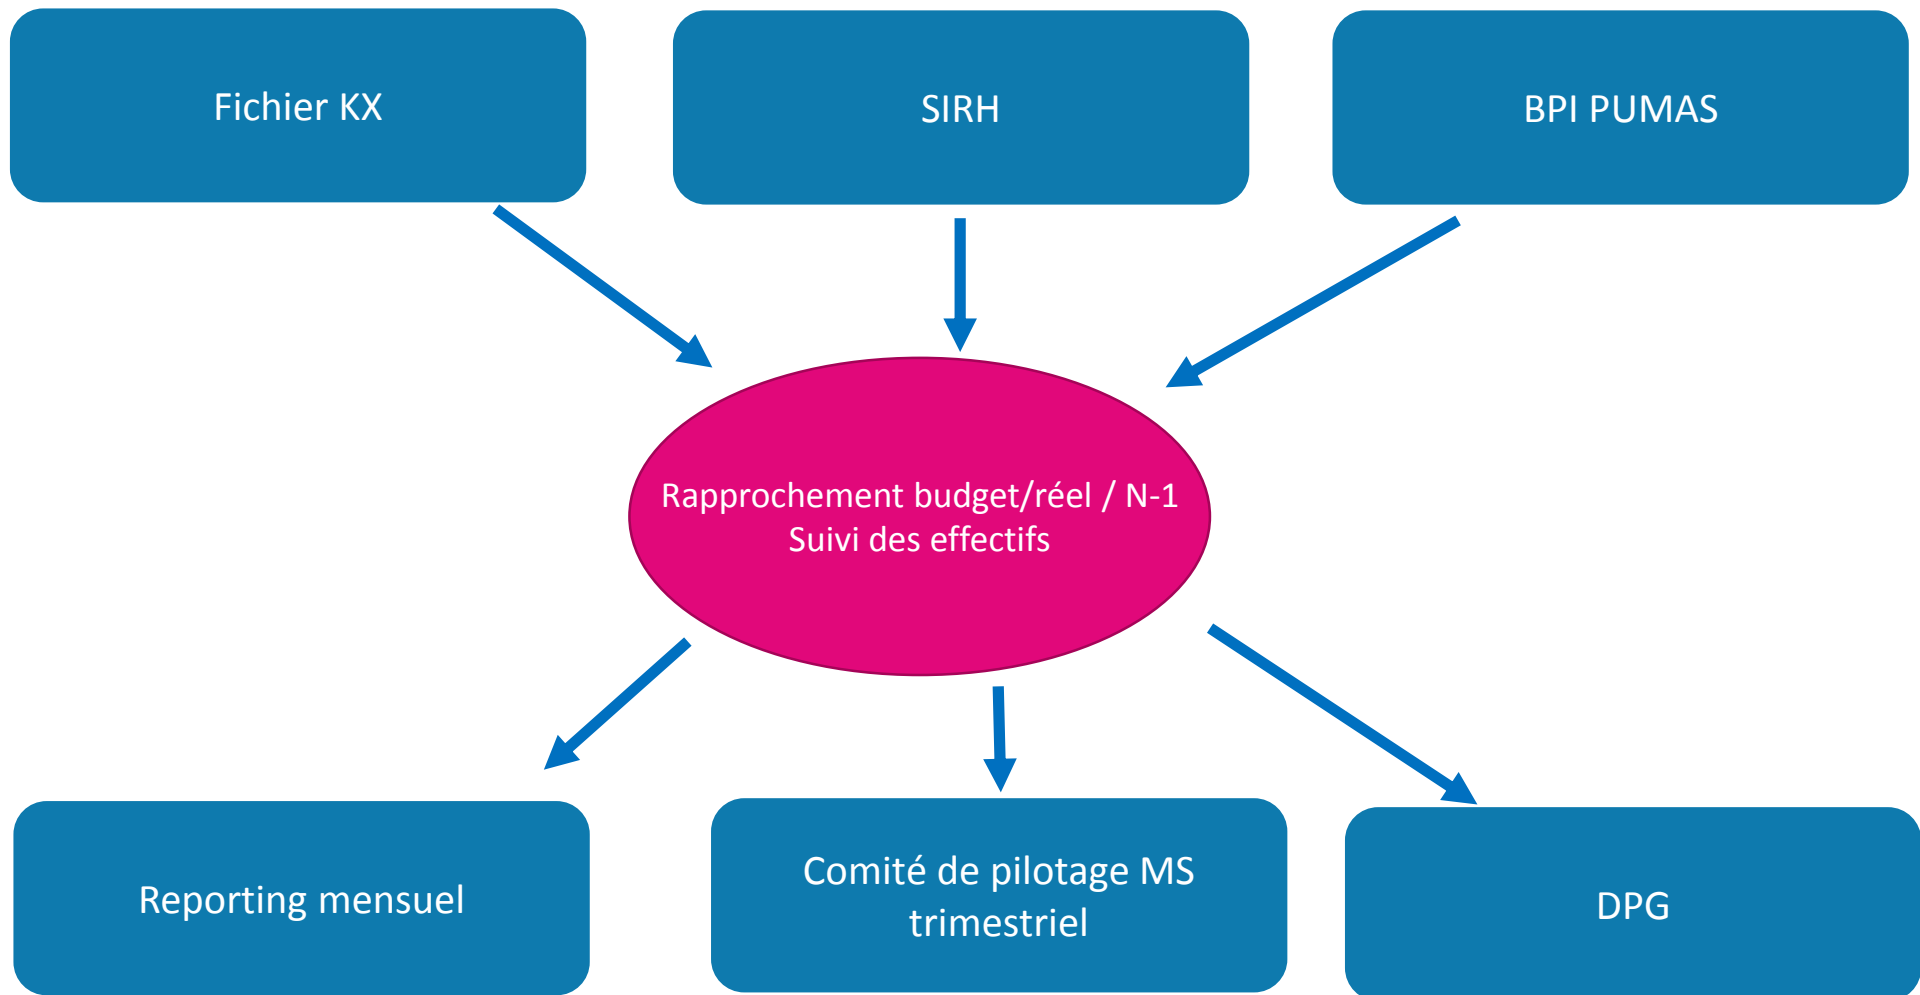 Fichier KX
SIRH
BPI PUMAS
Rapprochement budget/réel / N-1
Suivi des effectifs
Reporting mensuel
Comité de pilotage MS
trimestriel
DPG